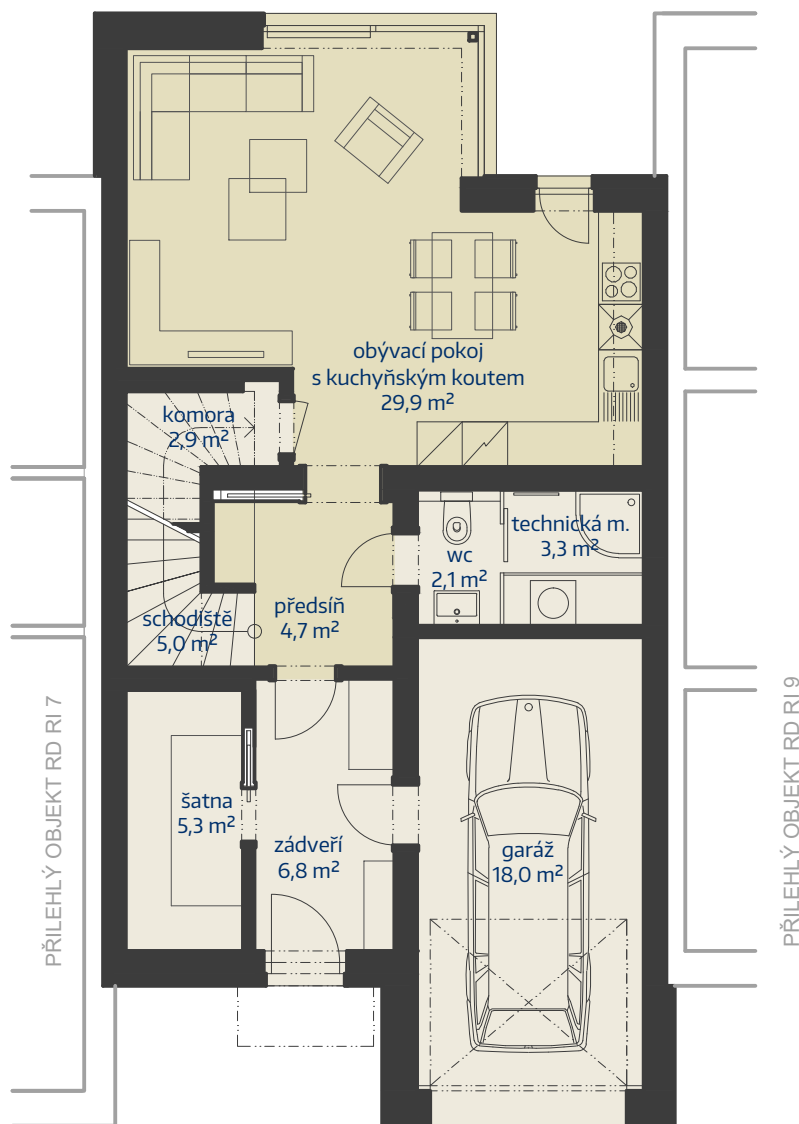 obývací pokoj
s kuchyňským koutem
29,9 m²
komora
2,9 m²
technická m.
3,3 m²
wc
2,1 m²
předsíň
4,7 m²
schodiště
5,0 m²
šatna
5,3 m²
zádveří
6,8 m²
garáž
18,0 m²
PŘILEHLÝ OBJEKT RD RI 7
PŘILEHLÝ OBJEKT RD RI 9